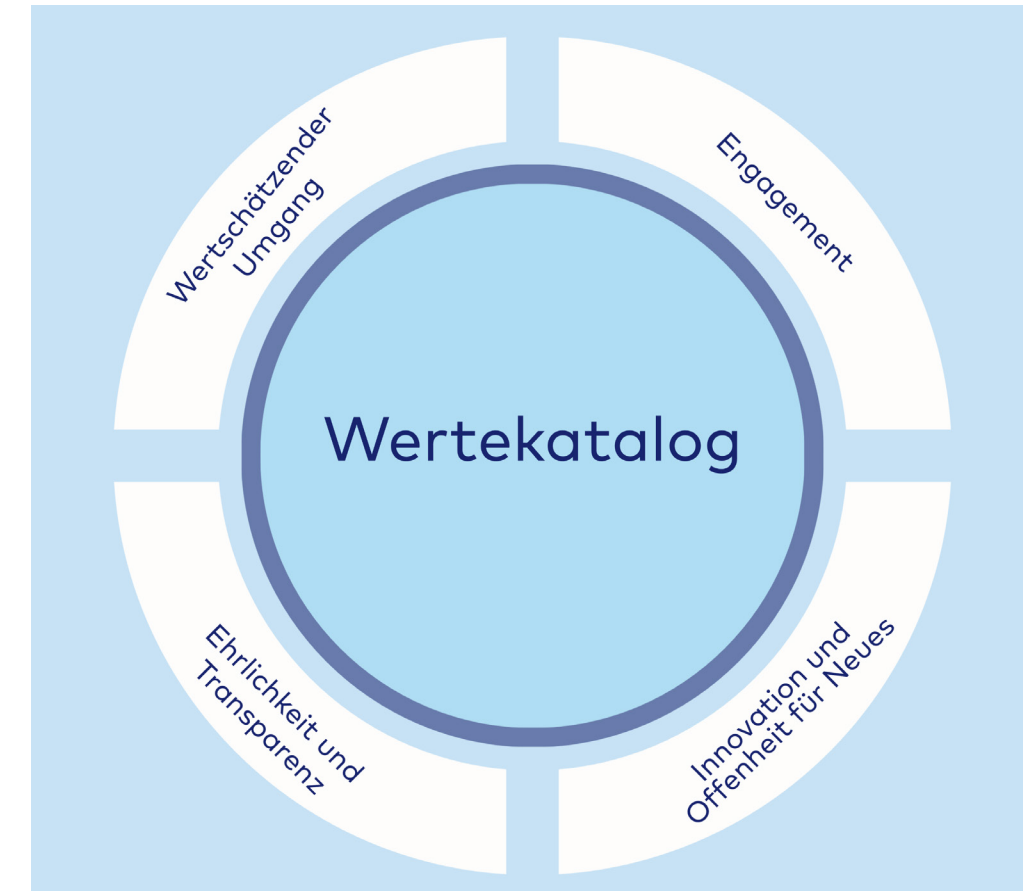 Wertschätzender
Umgang
Engagement
Wertekatalog
Ehrlichkeit und
Transparenz
Innovation und
Offenheit für Neues